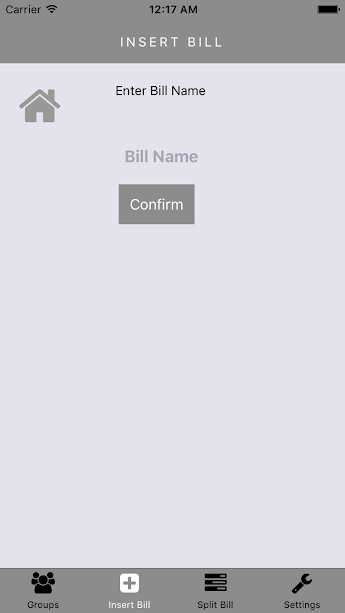 Carrier 12:17 AM
INSERT BILL
Enter Bill Name
Bill Name
Confirm
Groups Insert Bill Split Bill Settings